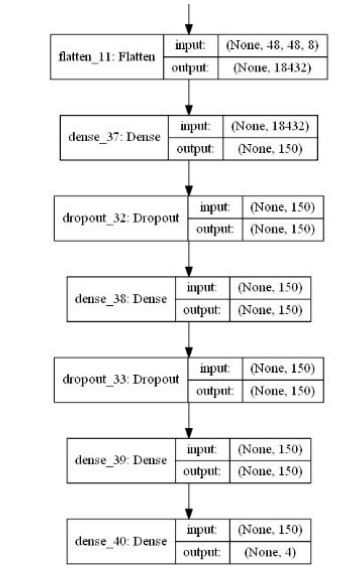 flatten_11: Flatten
input: (None, 48, 48, 8)
output: (None, 18432)
dense_37: Dense
input: (None, 18432)
output: (None, 150)
dropout_32: Dropout
input: (None, 150)
output: (None, 150)
dense_38: Dense
input: (None, 150)
output: (None, 150)
dropout_33: Dropout
input: (None, 150)
output: (None, 150)
dense_39: Dense
input: (None, 150)
output: (None, 150)
dense_40: Dense
input: (None, 150)
output: (None, 4)